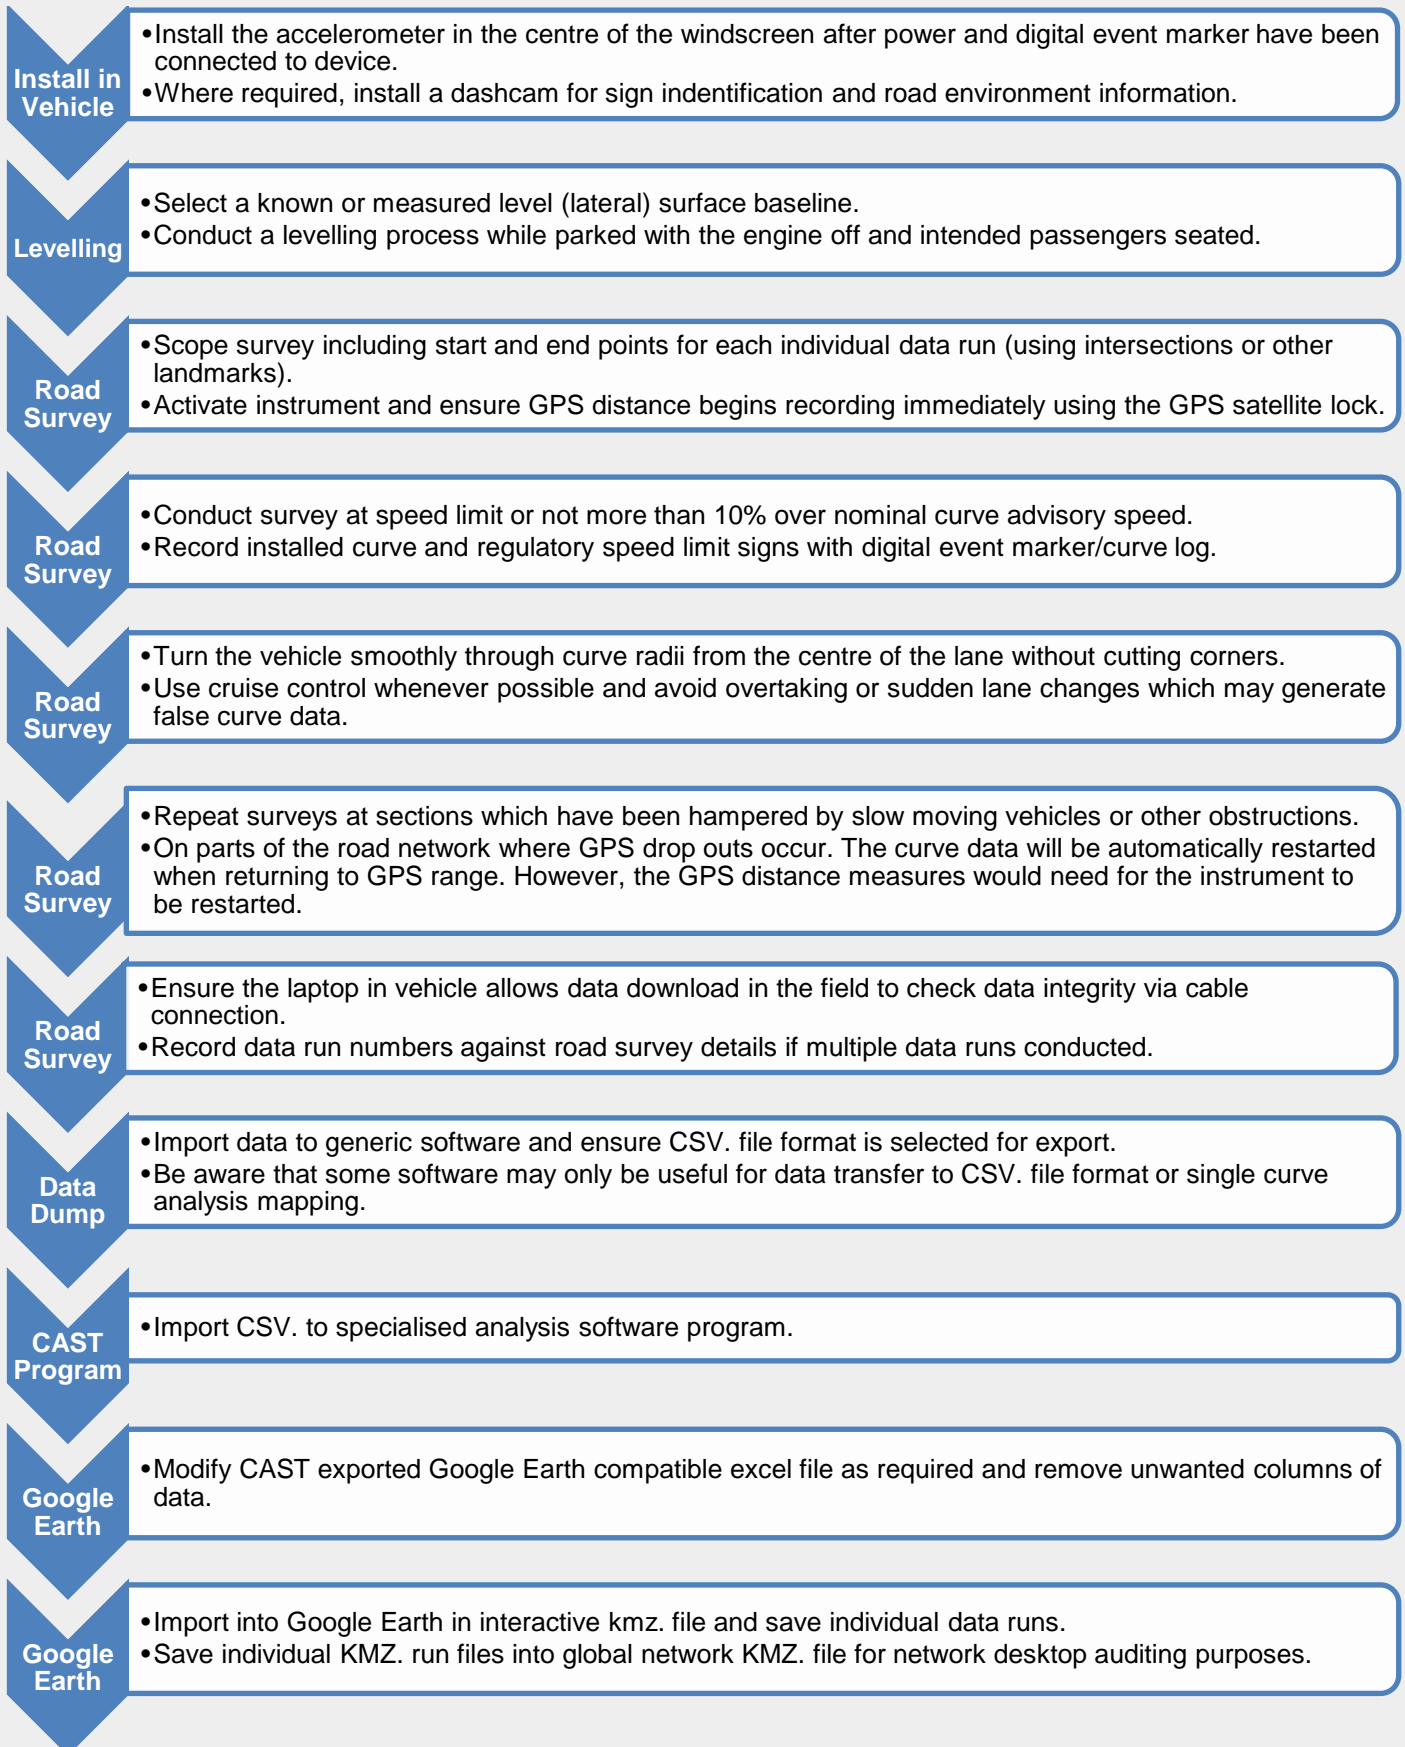 Install in
Vehicle
•Install the accelerometer in the centre of the windscreen after power and digital event marker have been
connected to device.
•Where required, install a dashcam for sign indentification and road environment information.
Levelling
•Select a known or measured level (lateral) surface baseline.
•Conduct a levelling process while parked with the engine off and intended passengers seated.
Road
Survey
•Scope survey including start and end points for each individual data run (using intersections or other
landmarks).
•Activate instrument and ensure GPS distance begins recording immediately using the GPS satellite lock.
Road
Survey
•Conduct survey at speed limit or not more than 10% over nominal curve advisory speed.
•Record installed curve and regulatory speed limit signs with digital event marker/curve log.
Road
Survey
•Turn the vehicle smoothly through curve radii from the centre of the lane without cutting corners.
•Use cruise control whenever possible and avoid overtaking or sudden lane changes which may generate
false curve data.
Road
Survey
•Repeat surveys at sections which have been hampered by slow moving vehicles or other obstructions.
•On parts of the road network where GPS drop outs occur. The curve data will be automatically restarted
when returning to GPS range. However, the GPS distance measures would need for the instrument to
be restarted.
Road
Survey
•Ensure the laptop in vehicle allows data download in the field to check data integrity via cable
connection.
•Record data run numbers against road survey details if multiple data runs conducted.
Data
Dump
•Import data to generic software and ensure CSV. file format is selected for export.
•Be aware that some software may only be useful for data transfer to CSV. file format or single curve
analysis mapping.
CAST
Program
•Import CSV. to specialised analysis software program.
Google
Earth
•Modify CAST exported Google Earth compatible excel file as required and remove unwanted columns of
data.
Google
Earth
•Import into Google Earth in interactive kmz. file and save individual data runs.
•Save individual KMZ. run files into global network KMZ. file for network desktop auditing purposes.